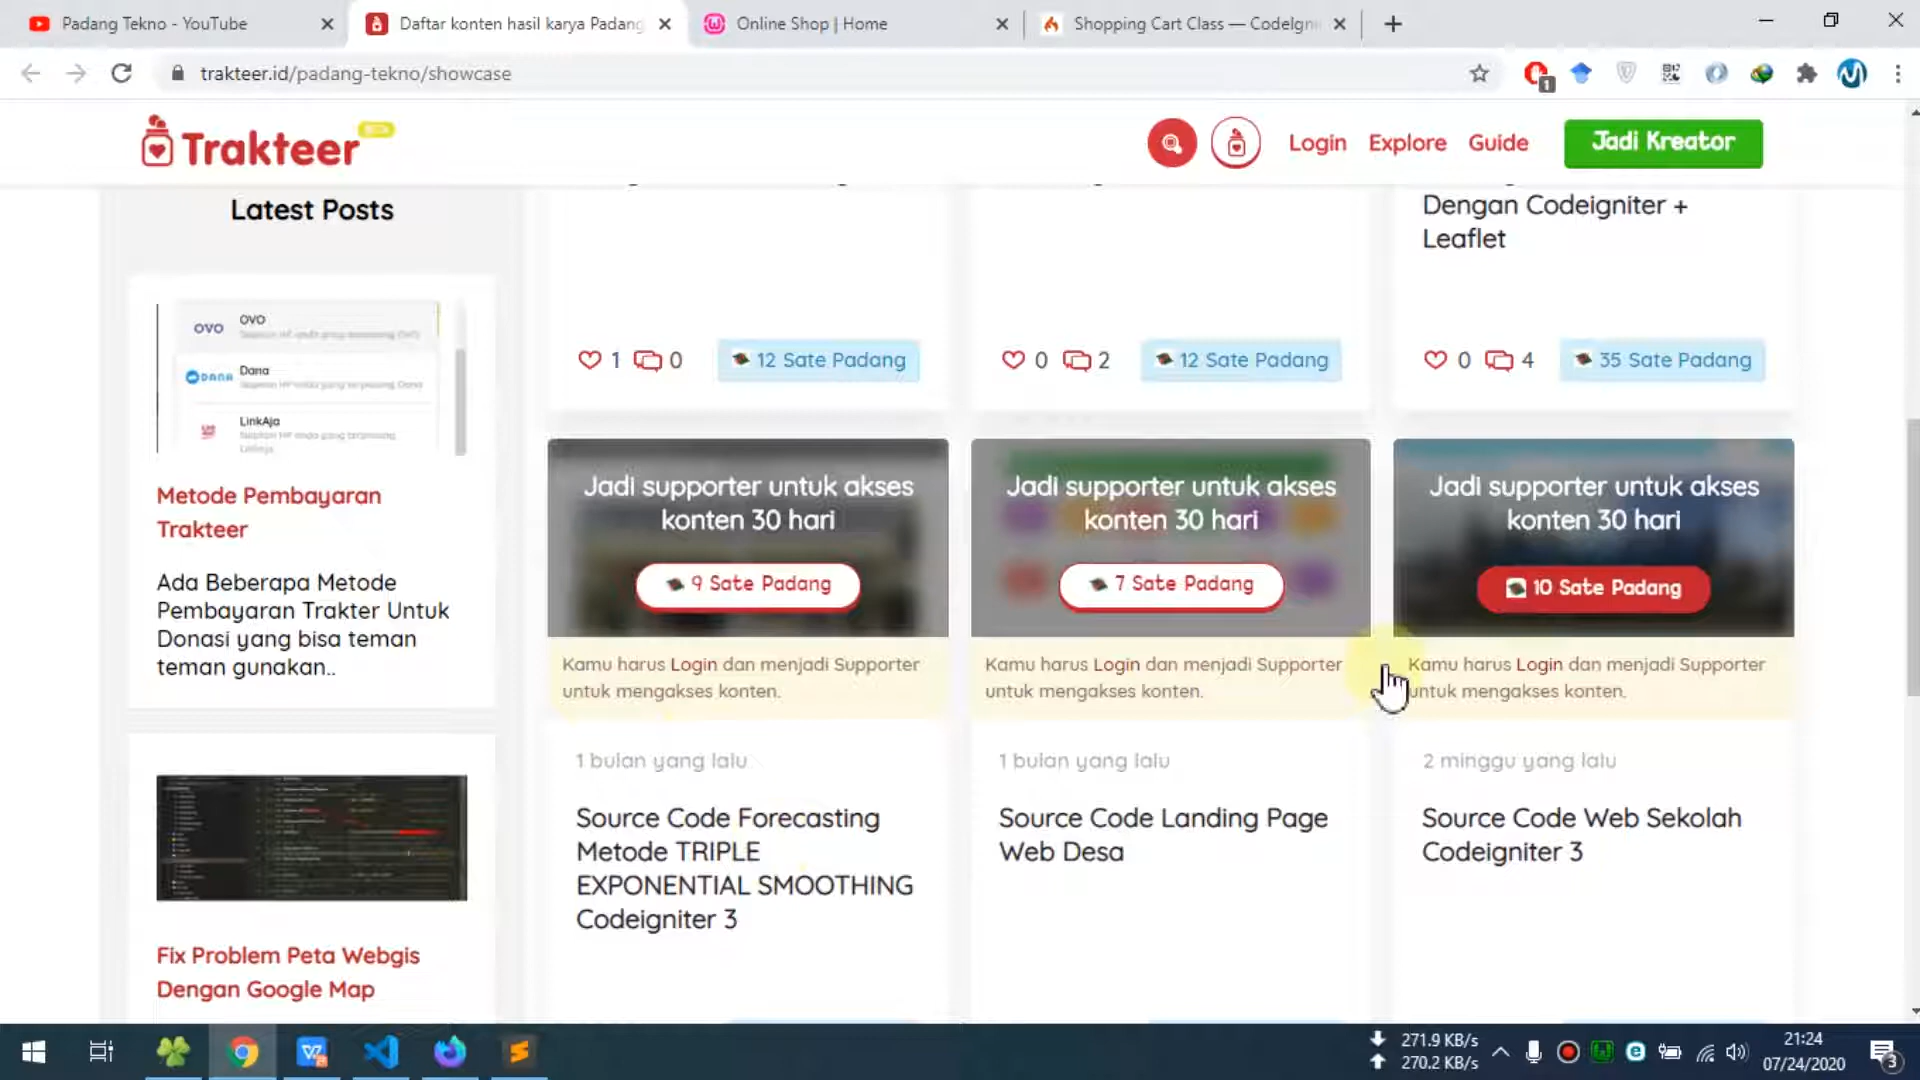 Padang Tekno - YouTube
Daftar konten hasil karya Padang
Online Shop | Home
Shopping Cart Class — CodeIgni
trakteer.id/padang-tekno/showcase
1
Trakteer
BETA
Login
Explore
Guide
Jadi Kreator
Latest Posts
OVO
OVO
DANA
Dana
LinkAja
Metode Pembayaran
Trakteer
Ada Beberapa Metode
Pembayaran Trakter Untuk
Donasi yang bisa teman
teman gunakan..
Fix Problem Peta Webgis
Dengan Google Map
Dengan Codeigniter +
Leaflet
1 0 12 Sate Padang
0 2 12 Sate Padang
0 4 35 Sate Padang
Jadi supporter untuk akses
konten 30 hari
9 Sate Padang
Kamu harus Login dan menjadi Supporter
untuk mengakses konten.
1 bulan yang lalu
Source Code Forecasting
Metode TRIPLE
EXPONENTIAL SMOOTHING
Codeigniter 3
Jadi supporter untuk akses
konten 30 hari
7 Sate Padang
Kamu harus Login dan menjadi Supporter
untuk mengakses konten.
1 bulan yang lalu
Source Code Landing Page
Web Desa
Jadi supporter untuk akses
konten 30 hari
10 Sate Padang
Kamu harus Login dan menjadi Supporter
untuk mengakses konten.
2 minggu yang lalu
Source Code Web Sekolah
Codeigniter 3
271.9 KB/s
270.2 KB/s
21:24
07/24/2020
3